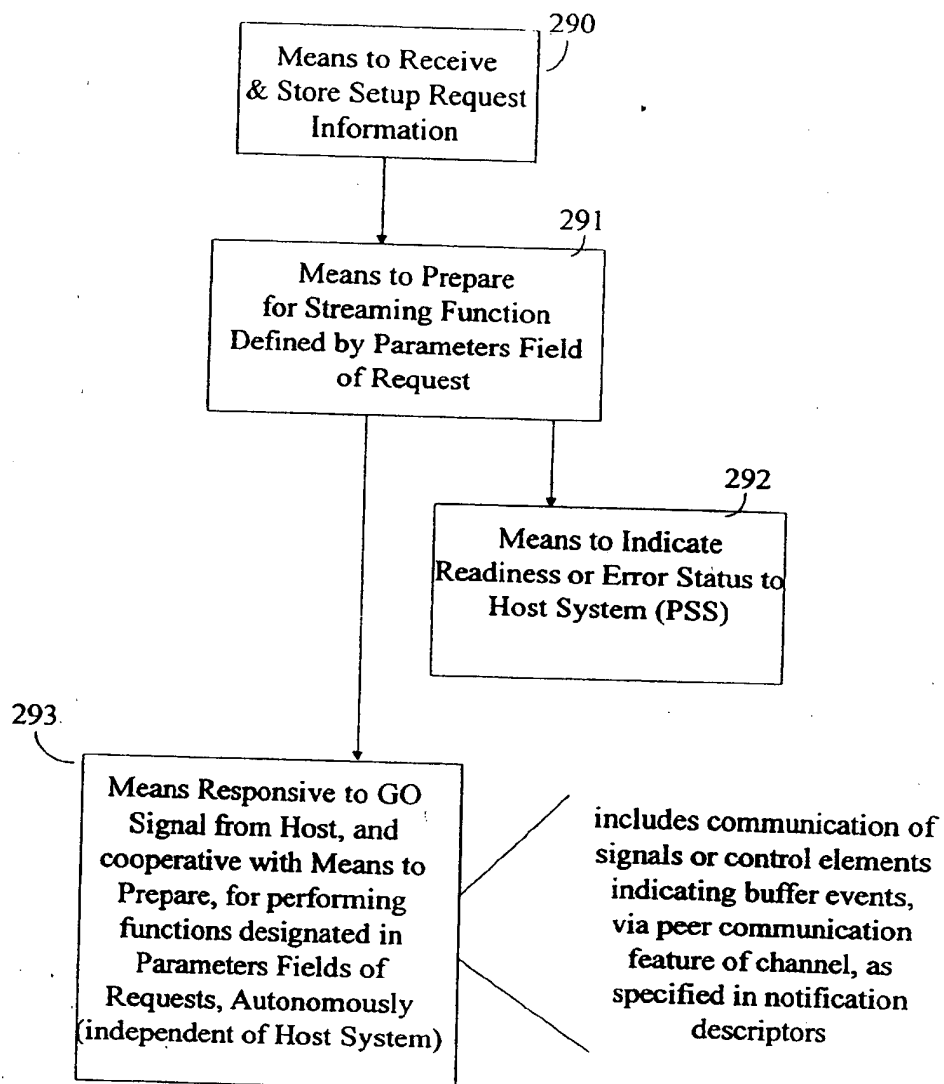 290
Means to Receive
& Store Setup Request
Information
291
Means to Prepare
for Streaming Function
Defined by Parameters Field
of Request
292
Means to Indicate
Readiness or Error Status to
Host System (PSS)
293
Means Responsive to GO
Signal from Host, and
cooperative with Means to
Prepare, for performing
functions designated in
Parameters Fields of
Requests, Autonomously
(independent of Host System)
includes communication of
signals or control elements
indicating buffer events,
via peer communication
feature of channel, as
specified in notification
descriptors